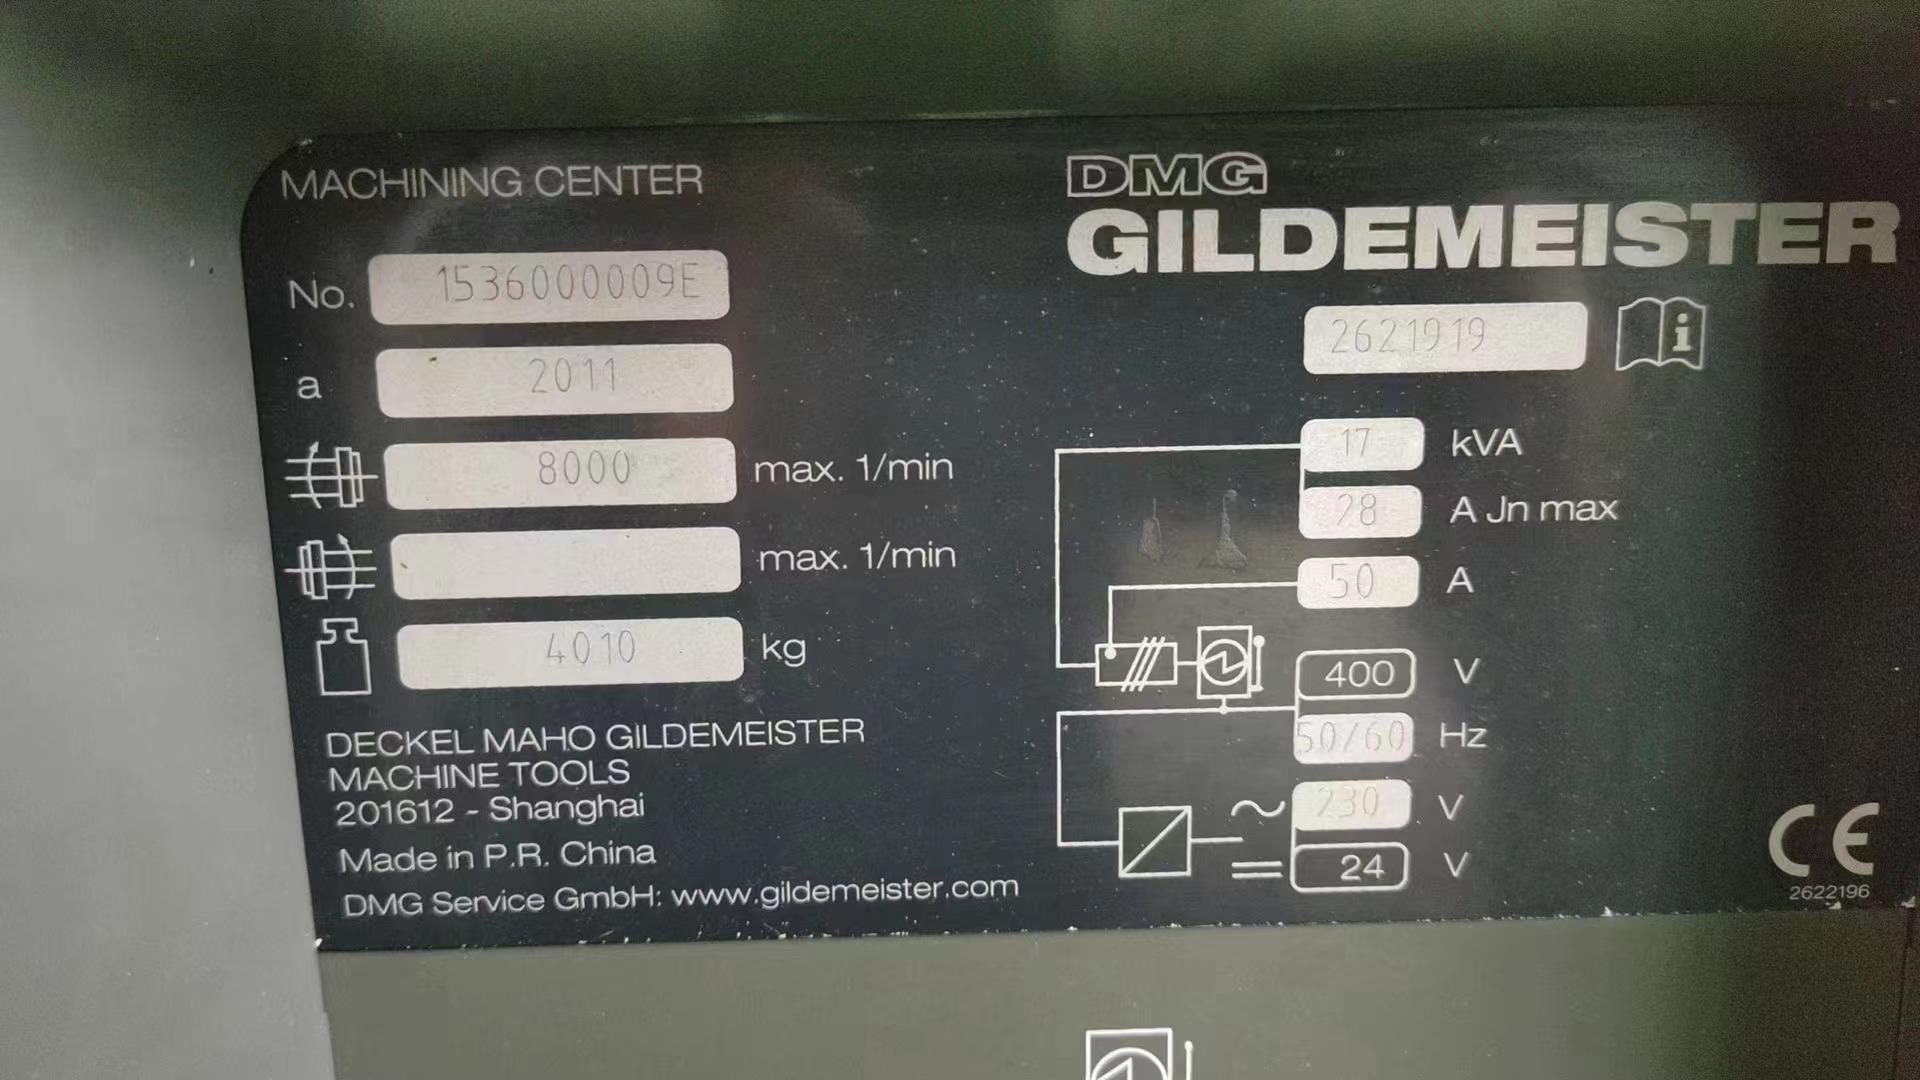 MACHINING CENTER
No. 1536000009E
a 2011
8000 max. 1/min
max. 1/min
4010 kg
DECKEL MAHO GILDEMEISTER
MACHINE TOOLS
201612 - Shanghai
Made in P.R. China
DMG Service GmbH: www.gildemeister.com
DMG
GILDEMEISTER
2621919 i
17 kVA
28 A Jn max
50 A
400 V
50/60 Hz
~ 230 V
= 24 V
CE
2622196